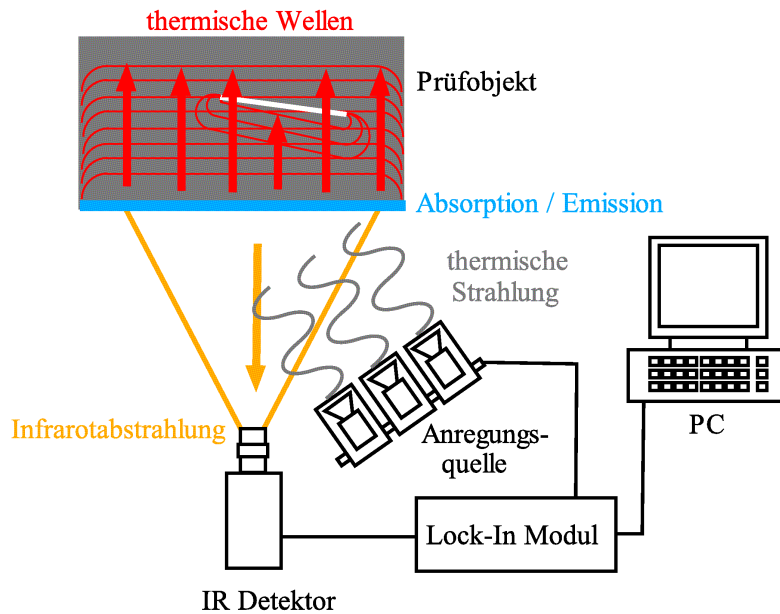 thermische Wellen
Prüfobjekt
Absorption / Emission
thermische
Strahlung
Infrarotabstrahlung
Anregungs-
quelle
PC
Lock-In Modul
IR Detektor